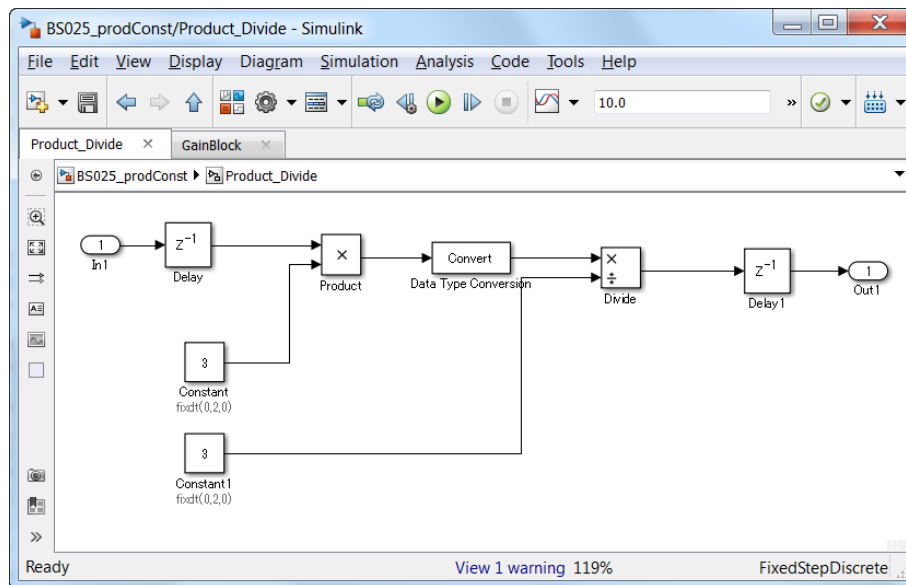 BS025_prodConst/Product_Divide - Simulink
File Edit View Display Diagram Simulation Analysis Code Tools Help
10.0 »
Product_Divide × GainBlock ×
BS025_prodConst Product_Divide
1
In1
Z⁻¹
Delay
×
Product
Convert
Data Type Conversion
×
÷
Divide
Z⁻¹
Delay1
1
Out1
3
Constant
fixdt(0,2,0)
3
Constant1
fixdt(0,2,0)
A
»
Ready View 1 warning 119% FixedStepDiscrete